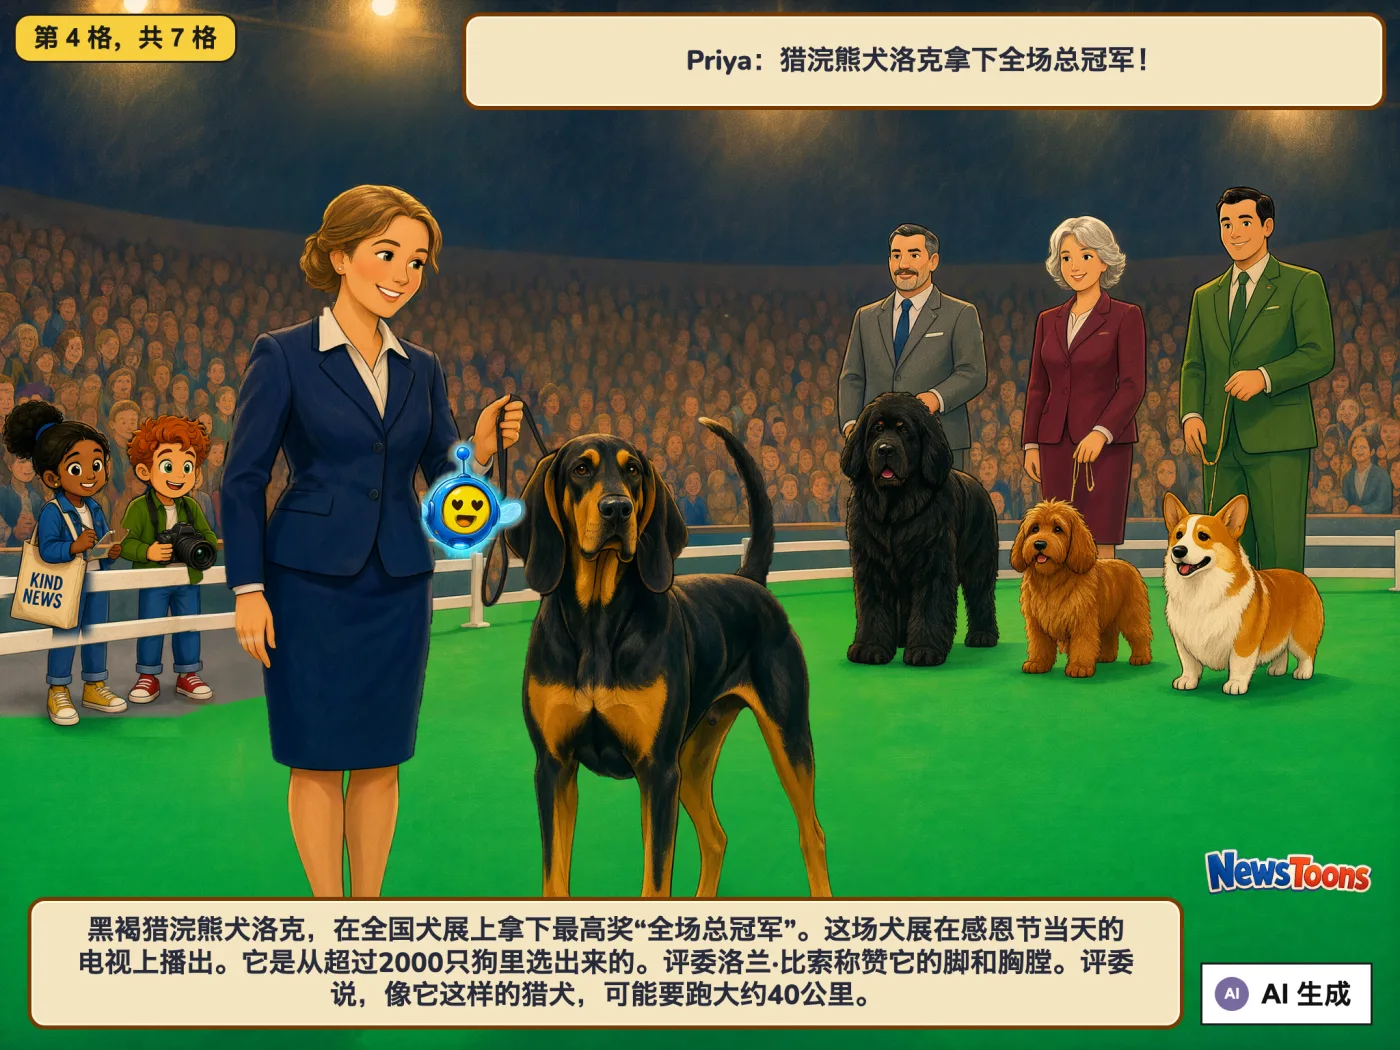 第 4 格，共 7 格
Priya：猎浣熊犬洛克拿下全场总冠军！
KIND
NEWS
NewsToons
黑褐猎浣熊犬洛克，在全国犬展上拿下最高奖“全场总冠军”。这场犬展在感恩节当天的
电视上播出。它是从超过2000只狗里选出来的。评委洛兰·比索称赞它的脚和胸膛。评委
说，像它这样的猎犬，可能要跑大约40公里。
AI AI 生成